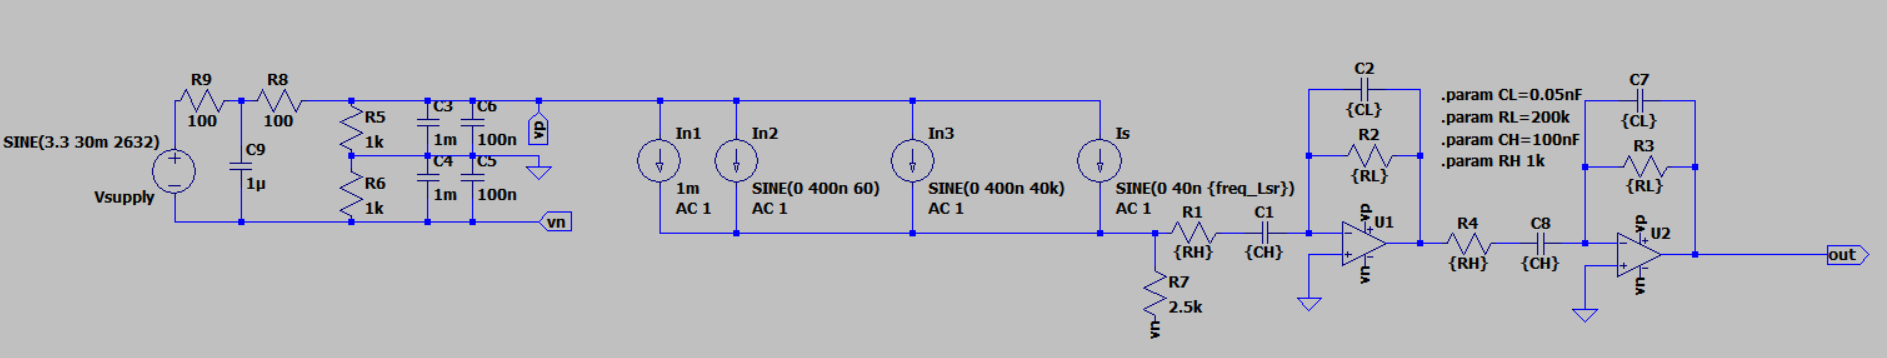 R9
100
R8
100
SINE(3.3 30m 2632)
+
−
Vsupply
C9
1µ
R5
1k
R6
1k
C3
1m
C6
100n
C4
1m
C5
100n
vp
vn
In1
1m
AC 1
In2
SINE(0 400n 60)
AC 1
In3
SINE(0 400n 40k)
AC 1
Is
SINE(0 40n {freq_Lsr})
AC 1
R1
{RH}
C1
{CH}
R7
2.5k
vn
C2
{CL}
R2
{RL}
vp
U1
vn
R4
{RH}
C8
{CH}
.param CL=0.05nF
.param RL=200k
.param CH=100nF
.param RH 1k
C7
{CL}
R3
{RL}
vp
U2
vn
out